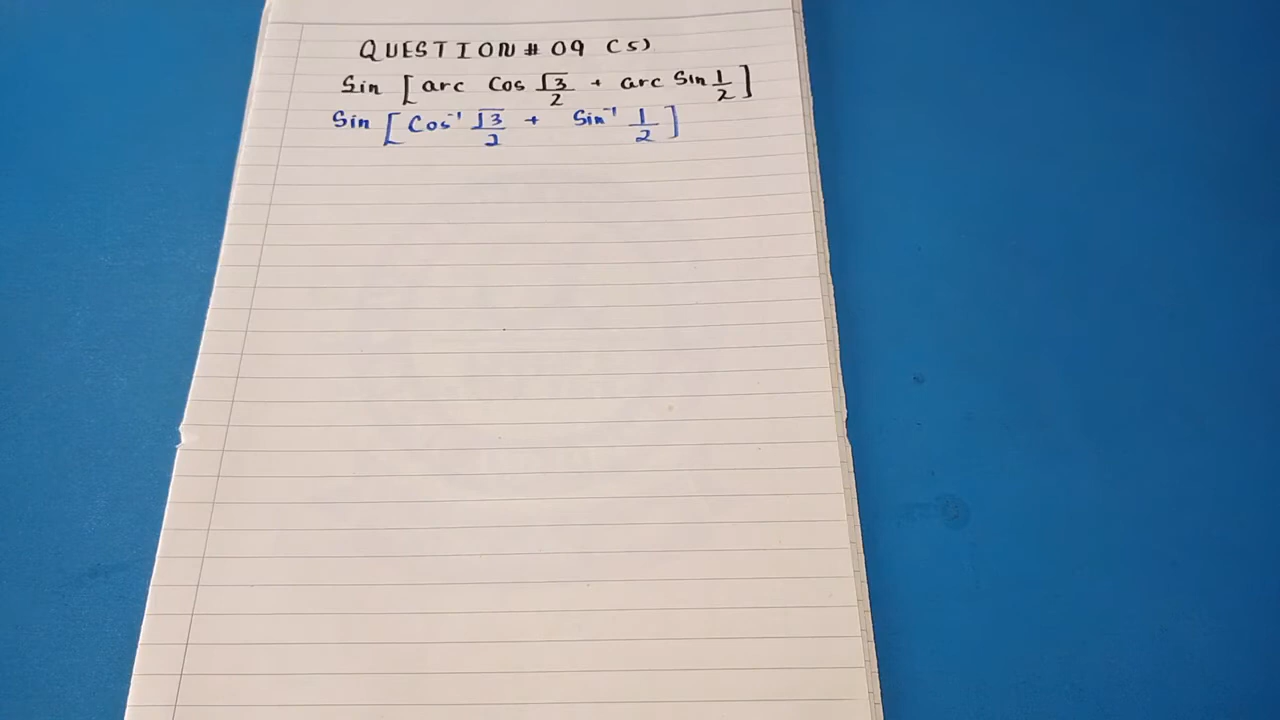 QUESTION # 09 (5)
Sin [arc Cos √3/2 + arc Sin 1/2]
Sin [Cos⁻¹ √3/2 + Sin⁻¹ 1/2]